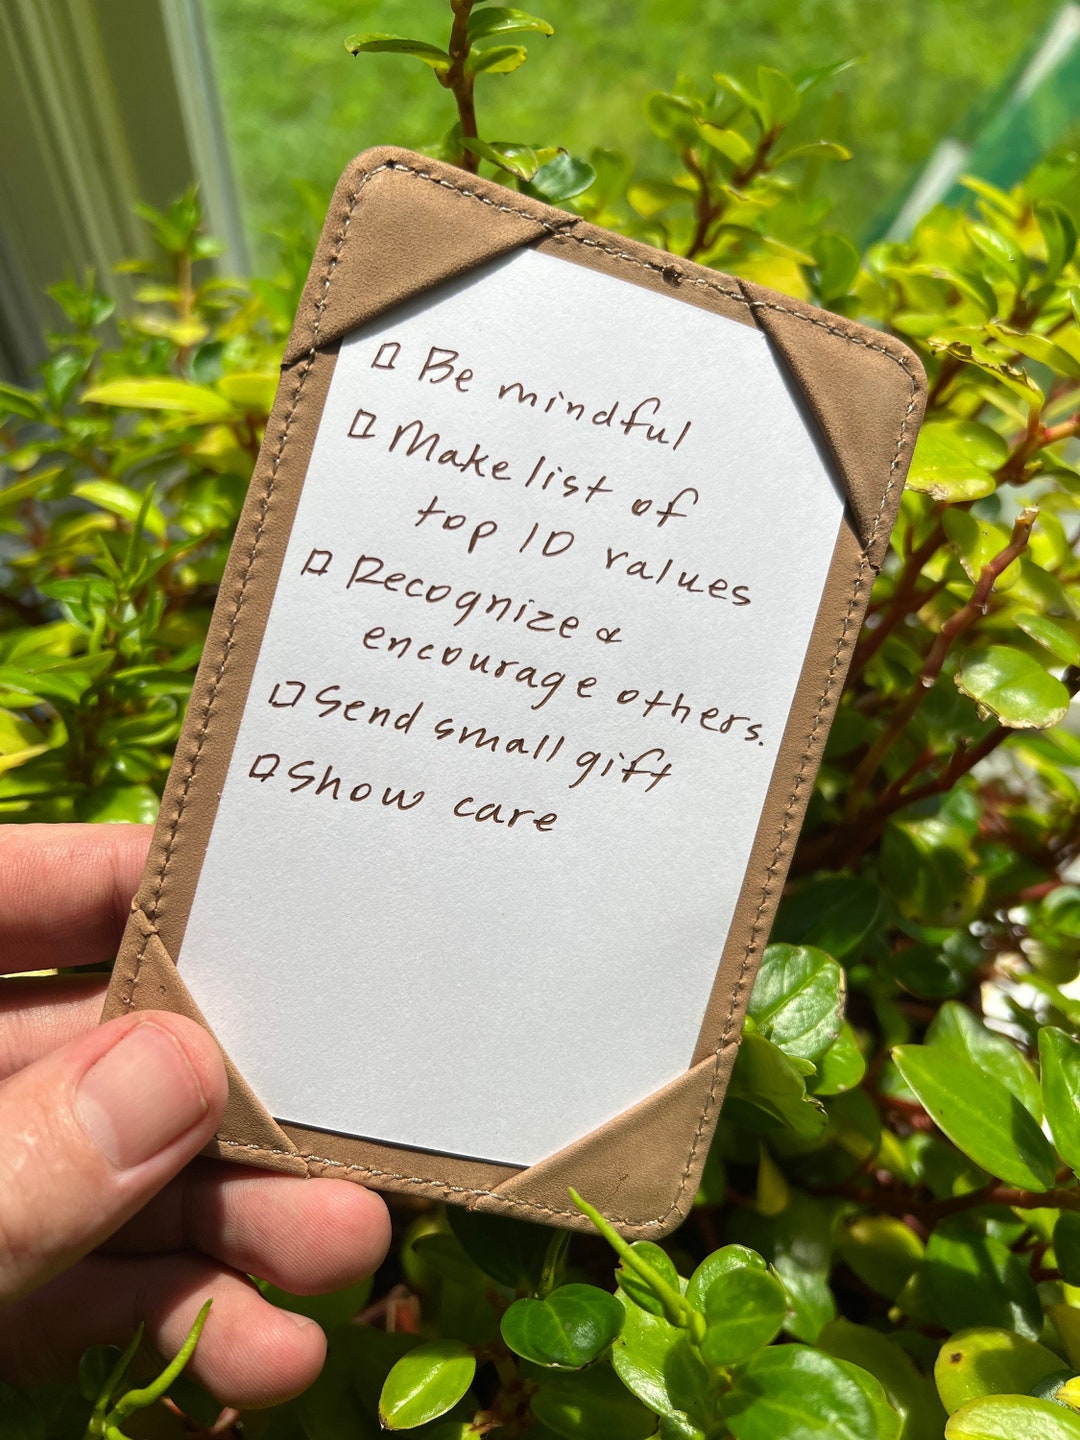 ☐ Be mindful
☐ Make list of
top 10 values
☐ Recognize &
encourage others.
☐ Send small gift
☐ Show care